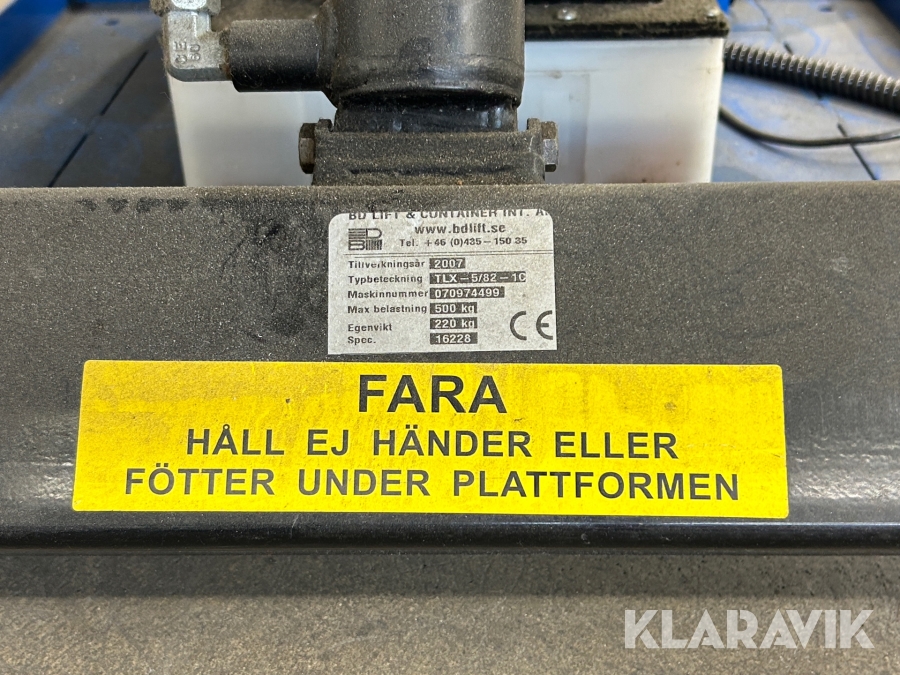 BD LIFT & CONTAINER INT. A
www.bdlift.se
Tel. +46 (0)435-150 35
Tillverkningsår 2007
Typbeteckning TLX-5/82-1C
Maskinnummer 070974499
Max belastning 500 kg
Egenvikt 220 kg
Spec. 16228
CE
FARA
HÅLL EJ HÄNDER ELLER
FÖTTER UNDER PLATTFORMEN
KLARAVIK